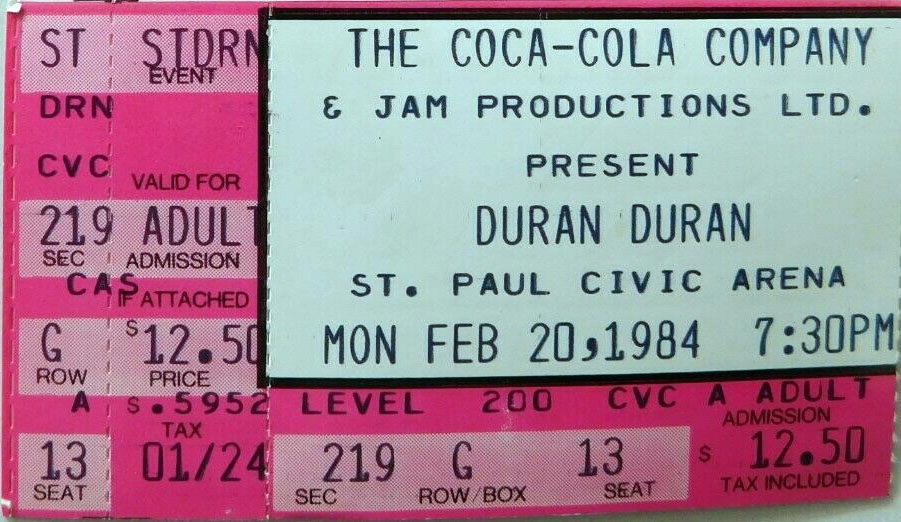 ST STDRN
EVENT
DRN
CVC
VALID FOR
219 ADULT
SEC ADMISSION
CAS
IF ATTACHED
G $12.50
ROW PRICE
A $.5952
TAX
13 01/24
SEAT
THE COCA-COLA COMPANY
& JAM PRODUCTIONS LTD.
PRESENT
DURAN DURAN
ST. PAUL CIVIC ARENA
MON FEB 20,1984 7:30PM
LEVEL 200 CVC A ADULT
ADMISSION
219 G 13 $ 12.50
SEC ROW/BOX SEAT TAX INCLUDED